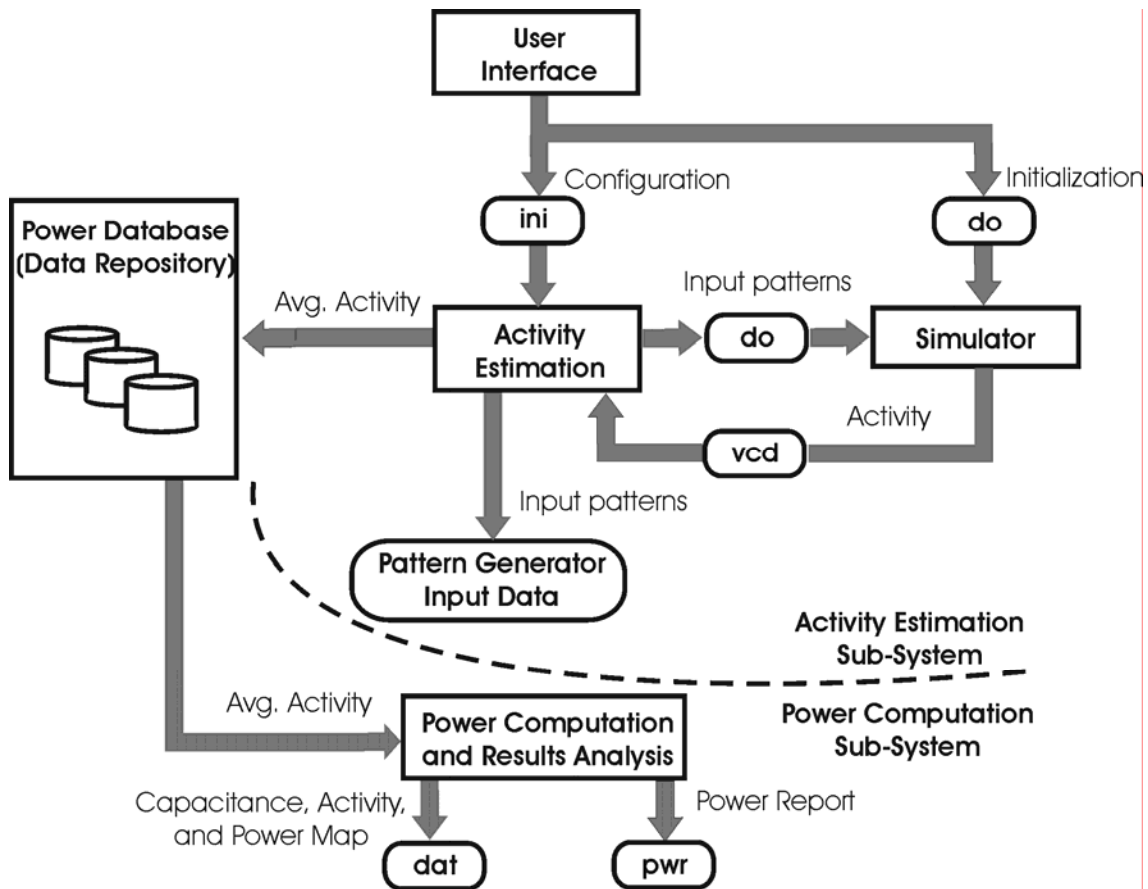 User
Interface
Configuration
Initialization
ini
do
Power Database
(Data Repository)
Avg. Activity
Input patterns
Activity
Estimation
do
Simulator
Activity
vcd
Input patterns
Pattern Generator
Input Data
Activity Estimation
Sub-System
Avg. Activity
Power Computation
and Results Analysis
Power Computation
Sub-System
Capacitance, Activity,
and Power Map
Power Report
dat
pwr